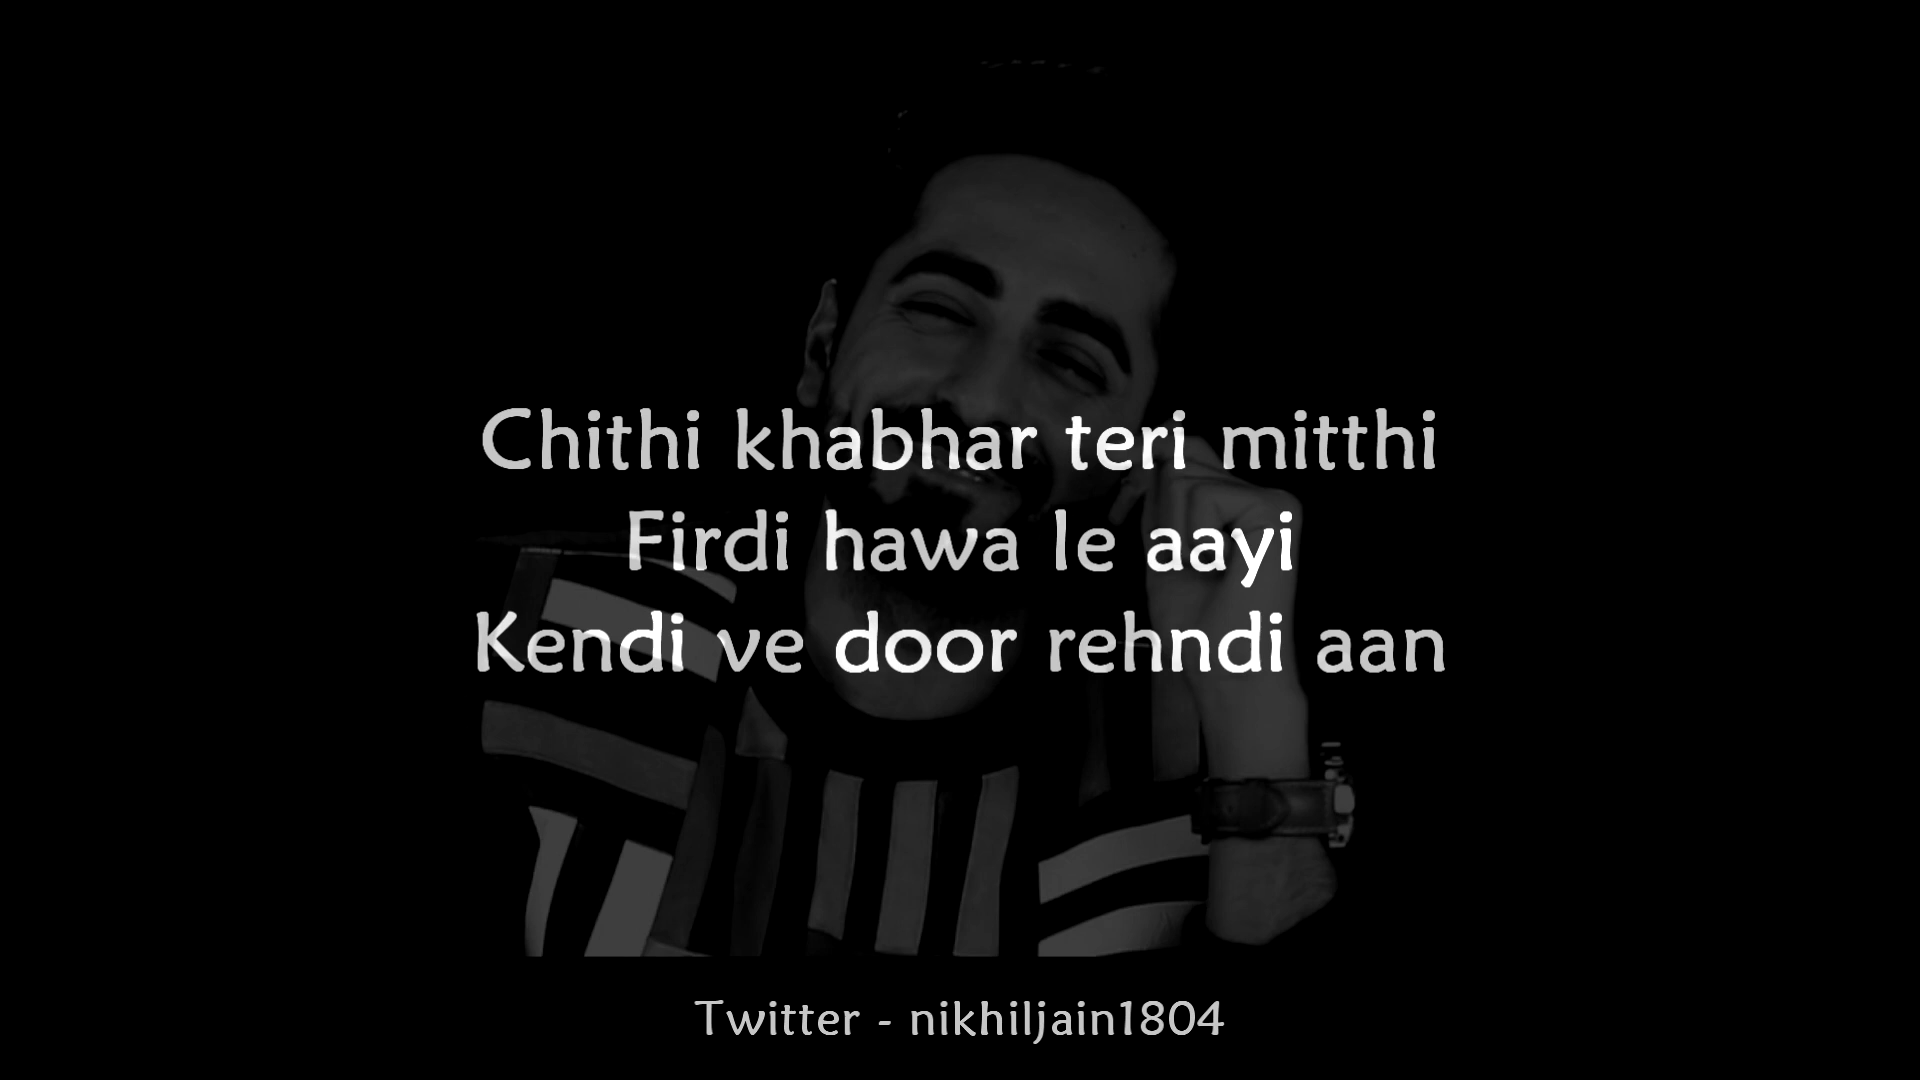 Chithi khabhar teri mitthi
Firdi hawa le aayi
Kendi ve door rehndi aan
Twitter - nikhiljain1804